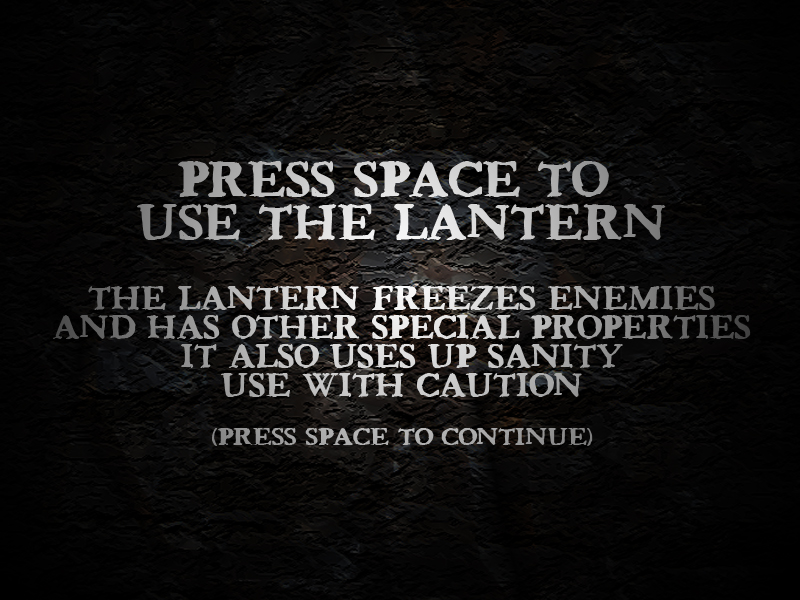 PRESS SPACE TO
USE THE LANTERN
THE LANTERN FREEZES ENEMIES
AND HAS OTHER SPECIAL PROPERTIES
IT ALSO USES UP SANITY
USE WITH CAUTION
(PRESS SPACE TO CONTINUE)